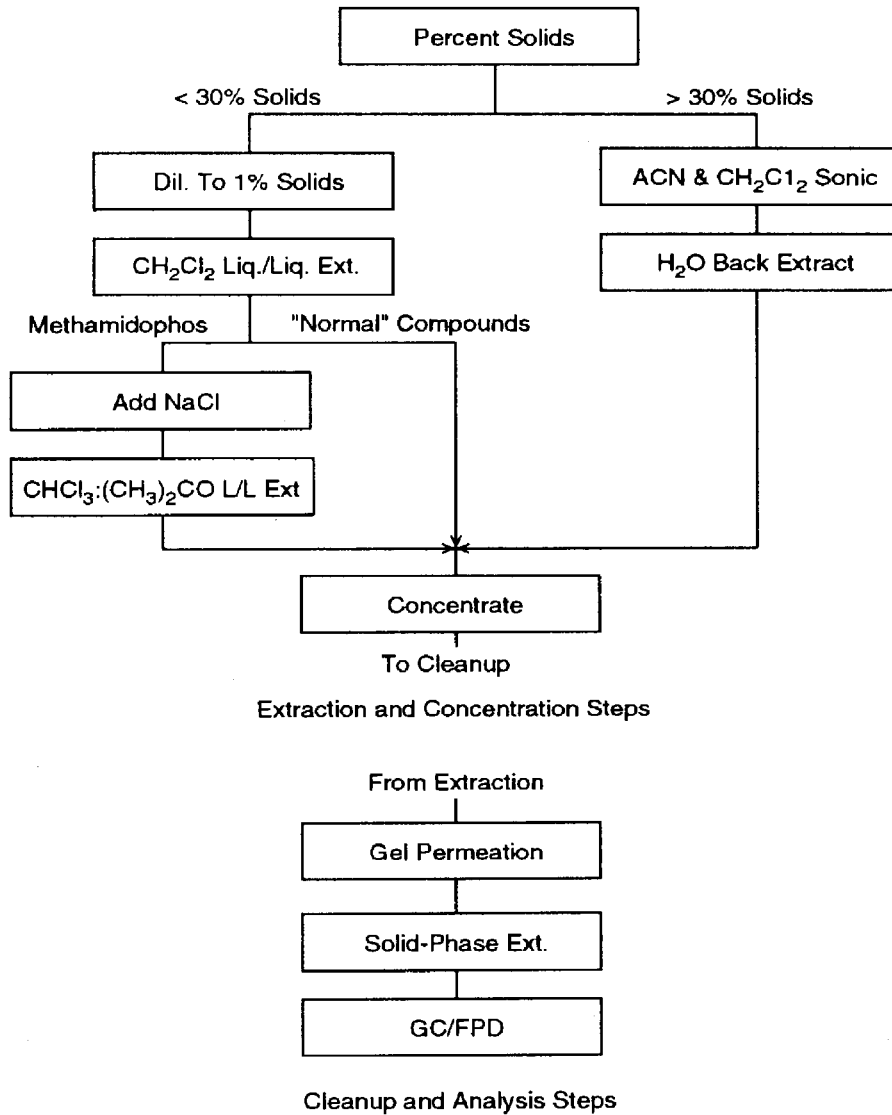 Percent Solids
< 30% Solids
> 30% Solids
Dil. To 1% Solids
ACN & CH₂C1₂ Sonic
CH₂Cl₂ Liq./Liq. Ext.
H₂O Back Extract
Methamidophos
"Normal" Compounds
Add NaCl
CHCl₃:(CH₃)₂CO L/L Ext
Concentrate
To Cleanup
Extraction and Concentration Steps
From Extraction
Gel Permeation
Solid-Phase Ext.
GC/FPD
Cleanup and Analysis Steps